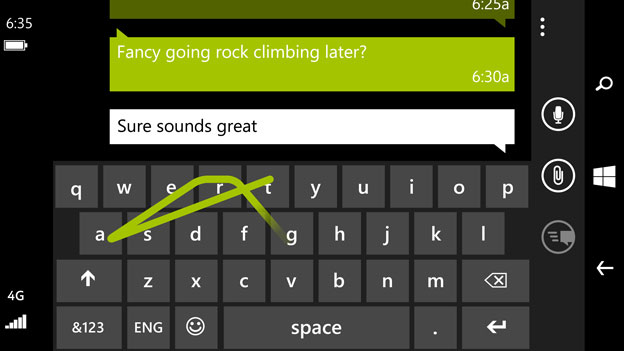 6:35
6:25a
Fancy going rock climbing later?
6:30a
Sure sounds great
q w e r t y u i o p
a s d f g h j k l
z x c v b n m
4G
&123 ENG space .